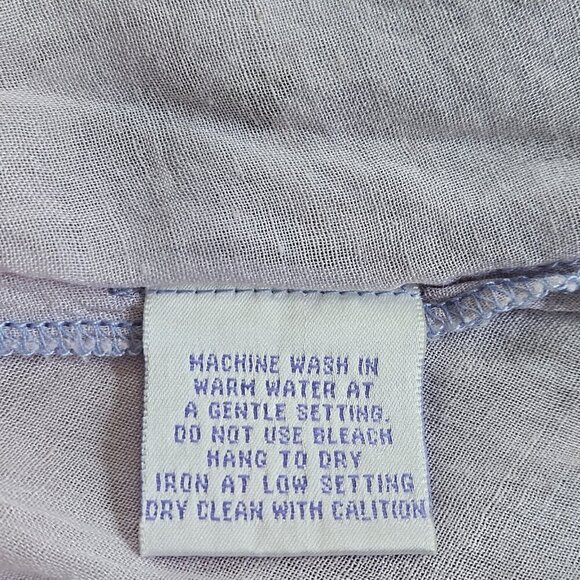 MACHINE WASH IN
WARM WATER AT
A GENTLE SETTING.
DO NOT USE BLEACH
HANG TO DRY
IRON AT LOW SETTING
DRY CLEAN WITH CALITION